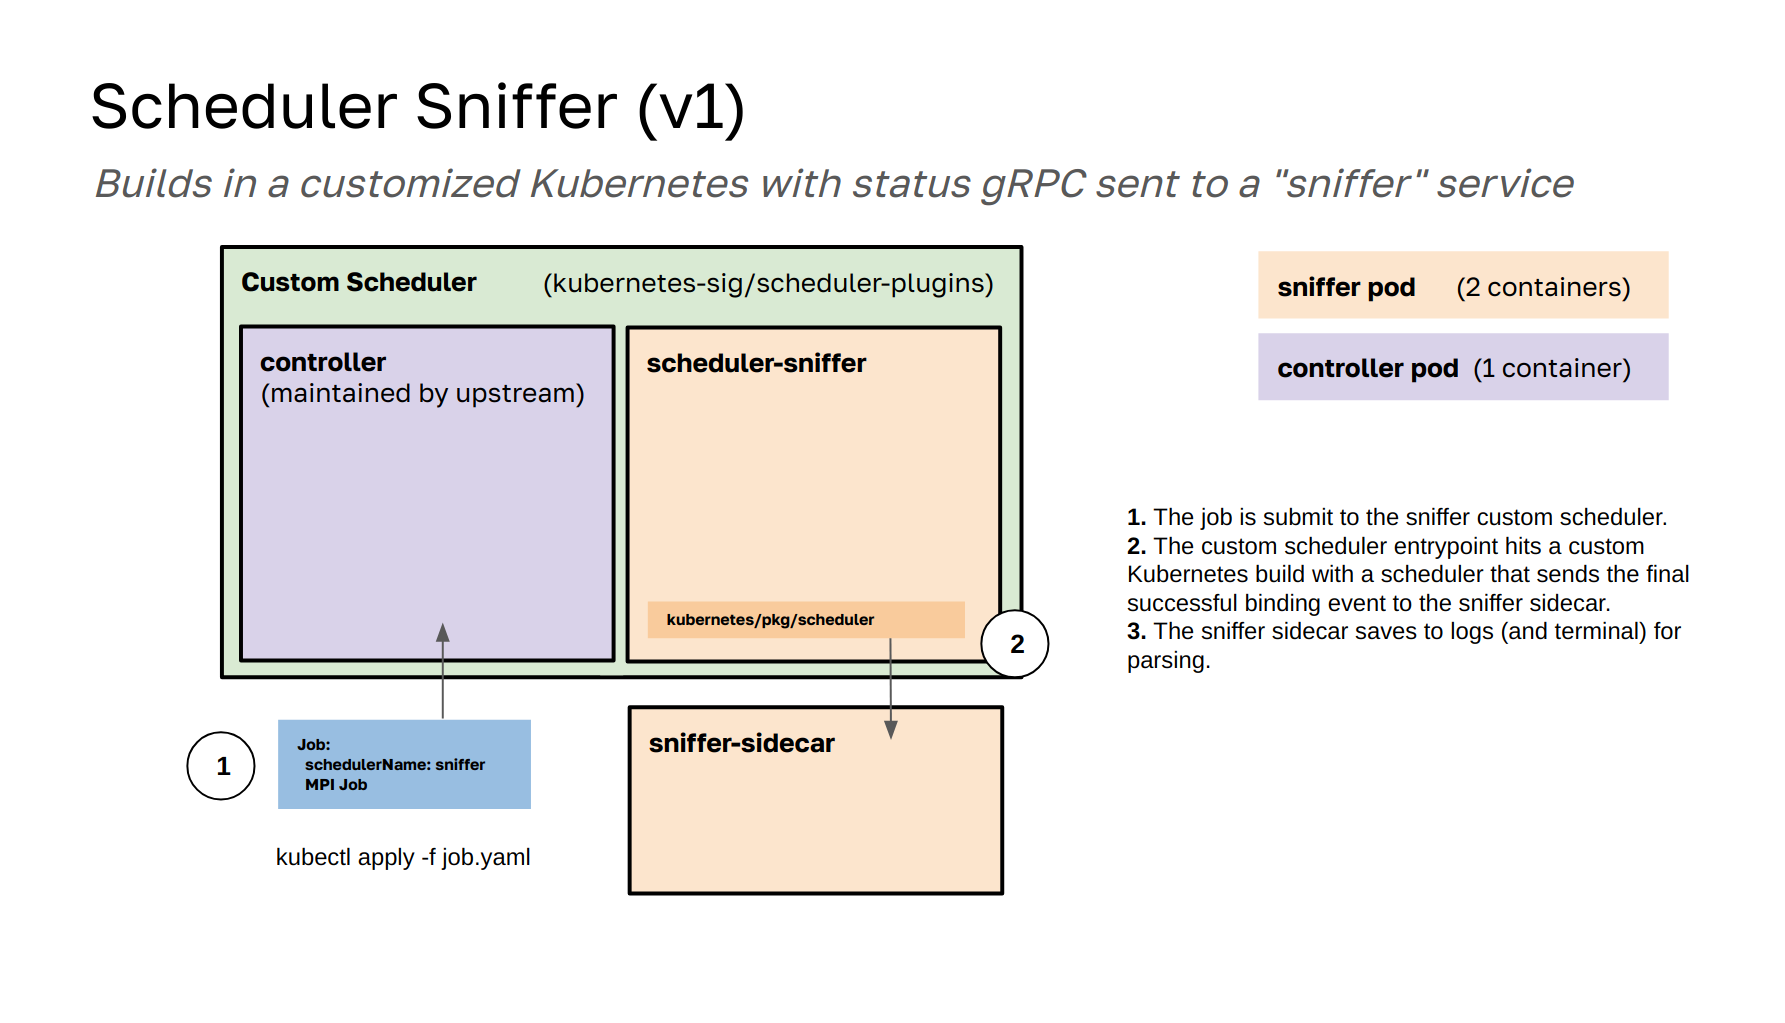 Scheduler Sniffer (v1)
Builds in a customized Kubernetes with status gRPC sent to a "sniffer" service
Custom Scheduler (kubernetes-sig/scheduler-plugins)
controller
(maintained by upstream)
scheduler-sniffer
kubernetes/pkg/scheduler
2
1
Job:
schedulerName: sniffer
MPI Job
kubectl apply -f job.yaml
sniffer-sidecar
sniffer pod (2 containers)
controller pod (1 container)
1. The job is submit to the sniffer custom scheduler.
2. The custom scheduler entrypoint hits a custom
Kubernetes build with a scheduler that sends the final
successful binding event to the sniffer sidecar.
3. The sniffer sidecar saves to logs (and terminal) for
parsing.